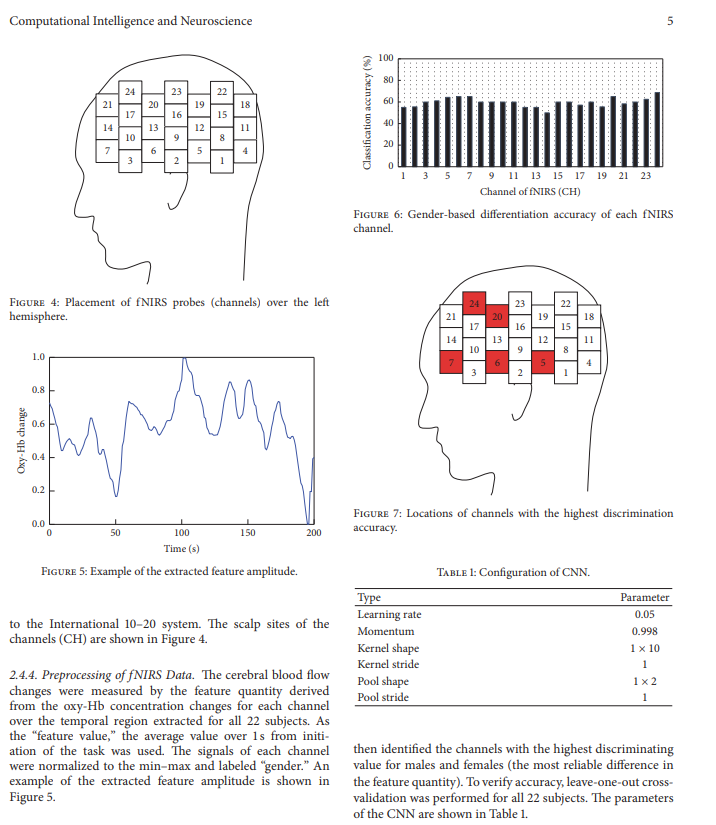 Computational Intelligence and Neuroscience
5
24 23 22
21 20 19 18
17 16 15
14 13 12 11
10 9 8
7 6 5 4
3 2 1
FIGURE 4: Placement of fNIRS probes (channels) over the left
hemisphere.
Oxy-Hb change
1.0
0.8
0.6
0.4
0.2
0.0
0 50 100 150 200
Time (s)
FIGURE 5: Example of the extracted feature amplitude.
to the International 10–20 system. The scalp sites of the
channels (CH) are shown in Figure 4.
2.4.4. Preprocessing of fNIRS Data. The cerebral blood flow
changes were measured by the feature quantity derived
from the oxy-Hb concentration changes for each channel
over the temporal region extracted for all 22 subjects. As
the “feature value,” the average value over 1 s from initi-
ation of the task was used. The signals of each channel
were normalized to the min–max and labeled “gender.” An
example of the extracted feature amplitude is shown in
Figure 5.
Classification accuracy (%)
100
80
60
40
20
0
1 3 5 7 9 11 13 15 17 19 21 23
Channel of fNIRS (CH)
FIGURE 6: Gender-based differentiation accuracy of each fNIRS
channel.
24 23 22
21 20 19 18
17 16 15
14 13 12 11
10 9 8
7 6 5 4
3 2 1
FIGURE 7: Locations of channels with the highest discrimination
accuracy.
TABLE 1: Configuration of CNN.
Type Parameter
Learning rate 0.05
Momentum 0.998
Kernel shape 1 × 10
Kernel stride 1
Pool shape 1 × 2
Pool stride 1
then identified the channels with the highest discriminating
value for males and females (the most reliable difference in
the feature quantity). To verify accuracy, leave-one-out cross-
validation was performed for all 22 subjects. The parameters
of the CNN are shown in Table 1.